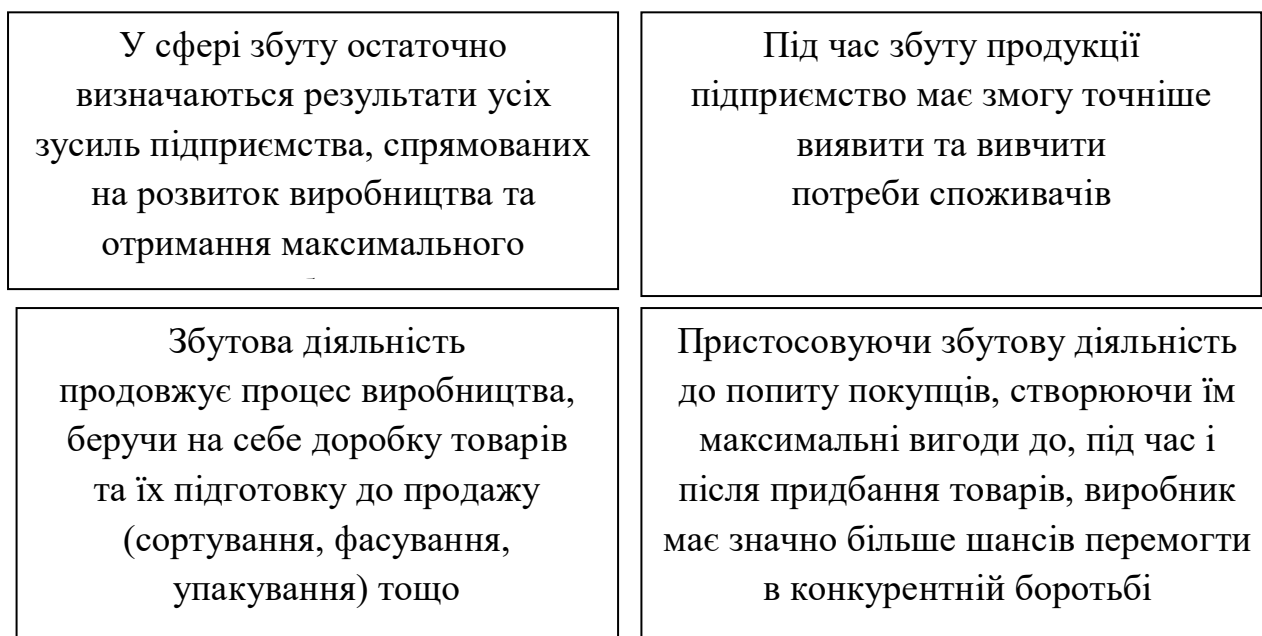 У сфері збуту остаточно
визначаються результати усіх
зусиль підприємства, спрямованих
на розвиток виробництва та
отримання максимального
Під час збуту продукції
підприємство має змогу точніше
виявити та вивчити
потреби споживачів
Збутова діяльність
продовжує процес виробництва,
беручи на себе доробку товарів
та їх підготовку до продажу
(сортування, фасування,
упакування) тощо
Пристосовуючи збутову діяльність
до попиту покупців, створюючи їм
максимальні вигоди до, під час і
після придбання товарів, виробник
має значно більше шансів перемогти
в конкурентній боротьбі